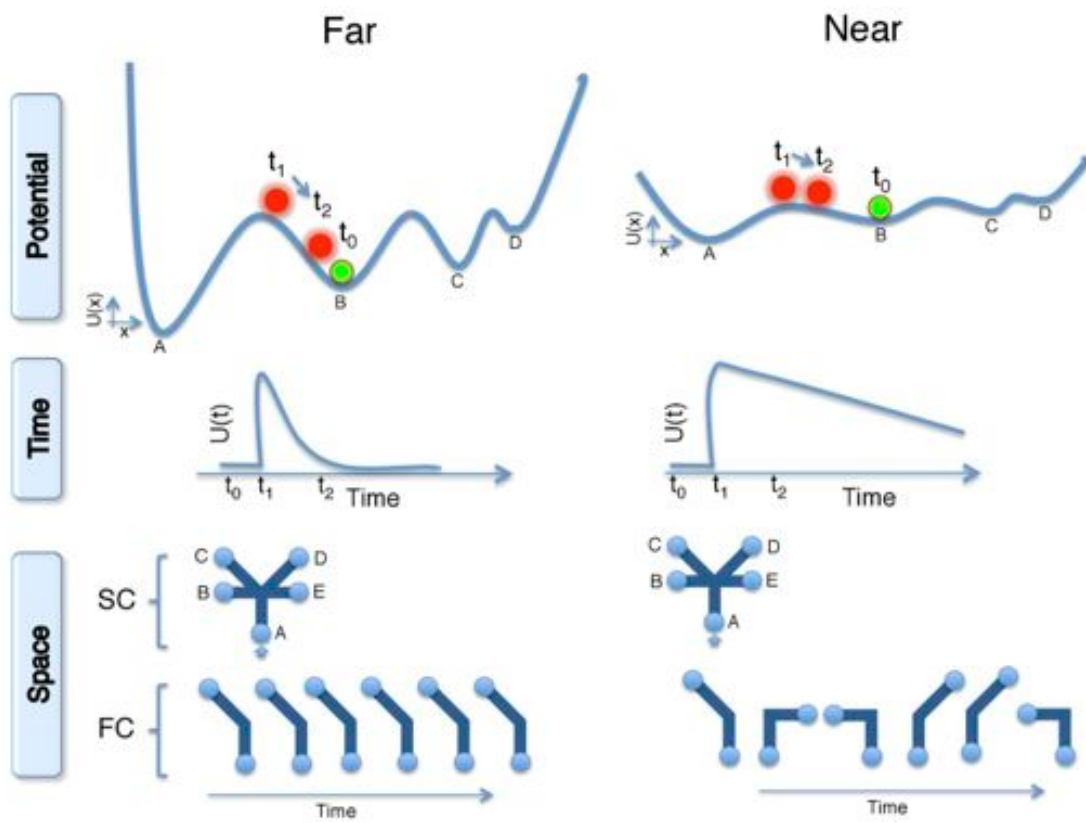 Far
Near
Potential
t₁
t₂
t₀
U(x)
x
A
B
C
D
t₁
t₂
t₀
U(x)
x
A
B
C
D
Time
U(t)
t₀ t₁ t₂ Time
U(t)
t₀ t₁ t₂ Time
Space
SC
C D
B E
A
C D
B E
A
FC
Time
Time